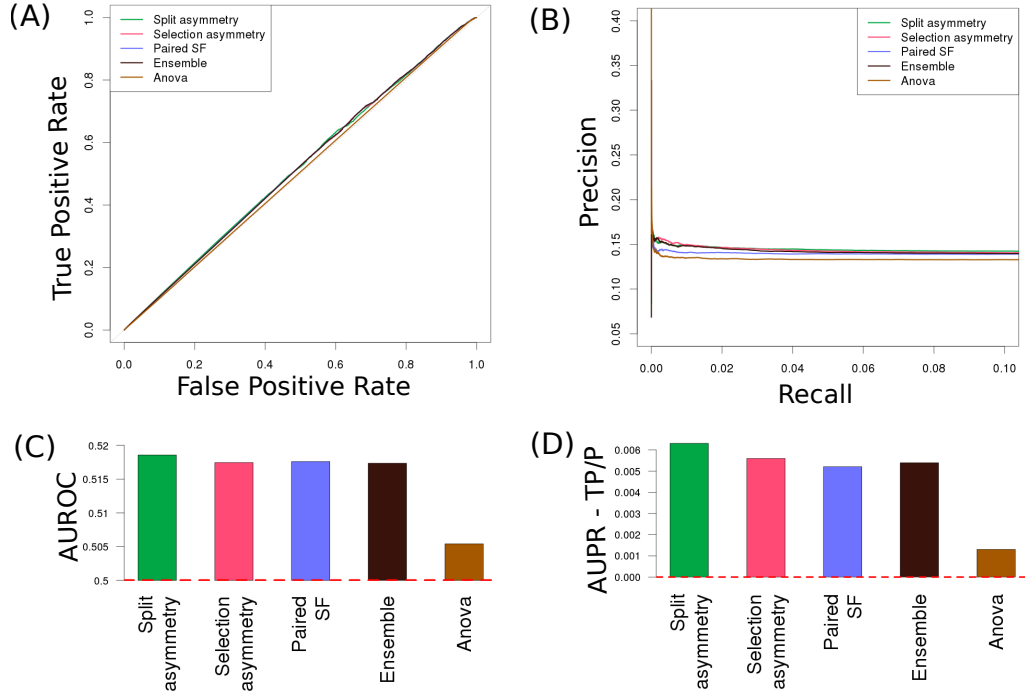 (A)
Split asymmetry
Selection asymmetry
Paired SF
Ensemble
Anova
True Positive Rate
1.0
0.8
0.6
0.4
0.2
0.0
0.0 0.2 0.4 0.6 0.8 1.0
False Positive Rate
(B)
Split asymmetry
Selection asymmetry
Paired SF
Ensemble
Anova
Precision
0.40
0.35
0.30
0.25
0.20
0.15
0.10
0.05
0.00 0.02 0.04 0.06 0.08 0.10
Recall
(C)
AUROC
0.52
0.515
0.51
0.505
0.5
Split
asymmetry
Selection
asymmetry
Paired
SF
Ensemble
Anova
(D)
AUPR - TP/P
0.006
0.005
0.004
0.003
0.002
0.001
0.000
Split
asymmetry
Selection
asymmetry
Paired
SF
Ensemble
Anova